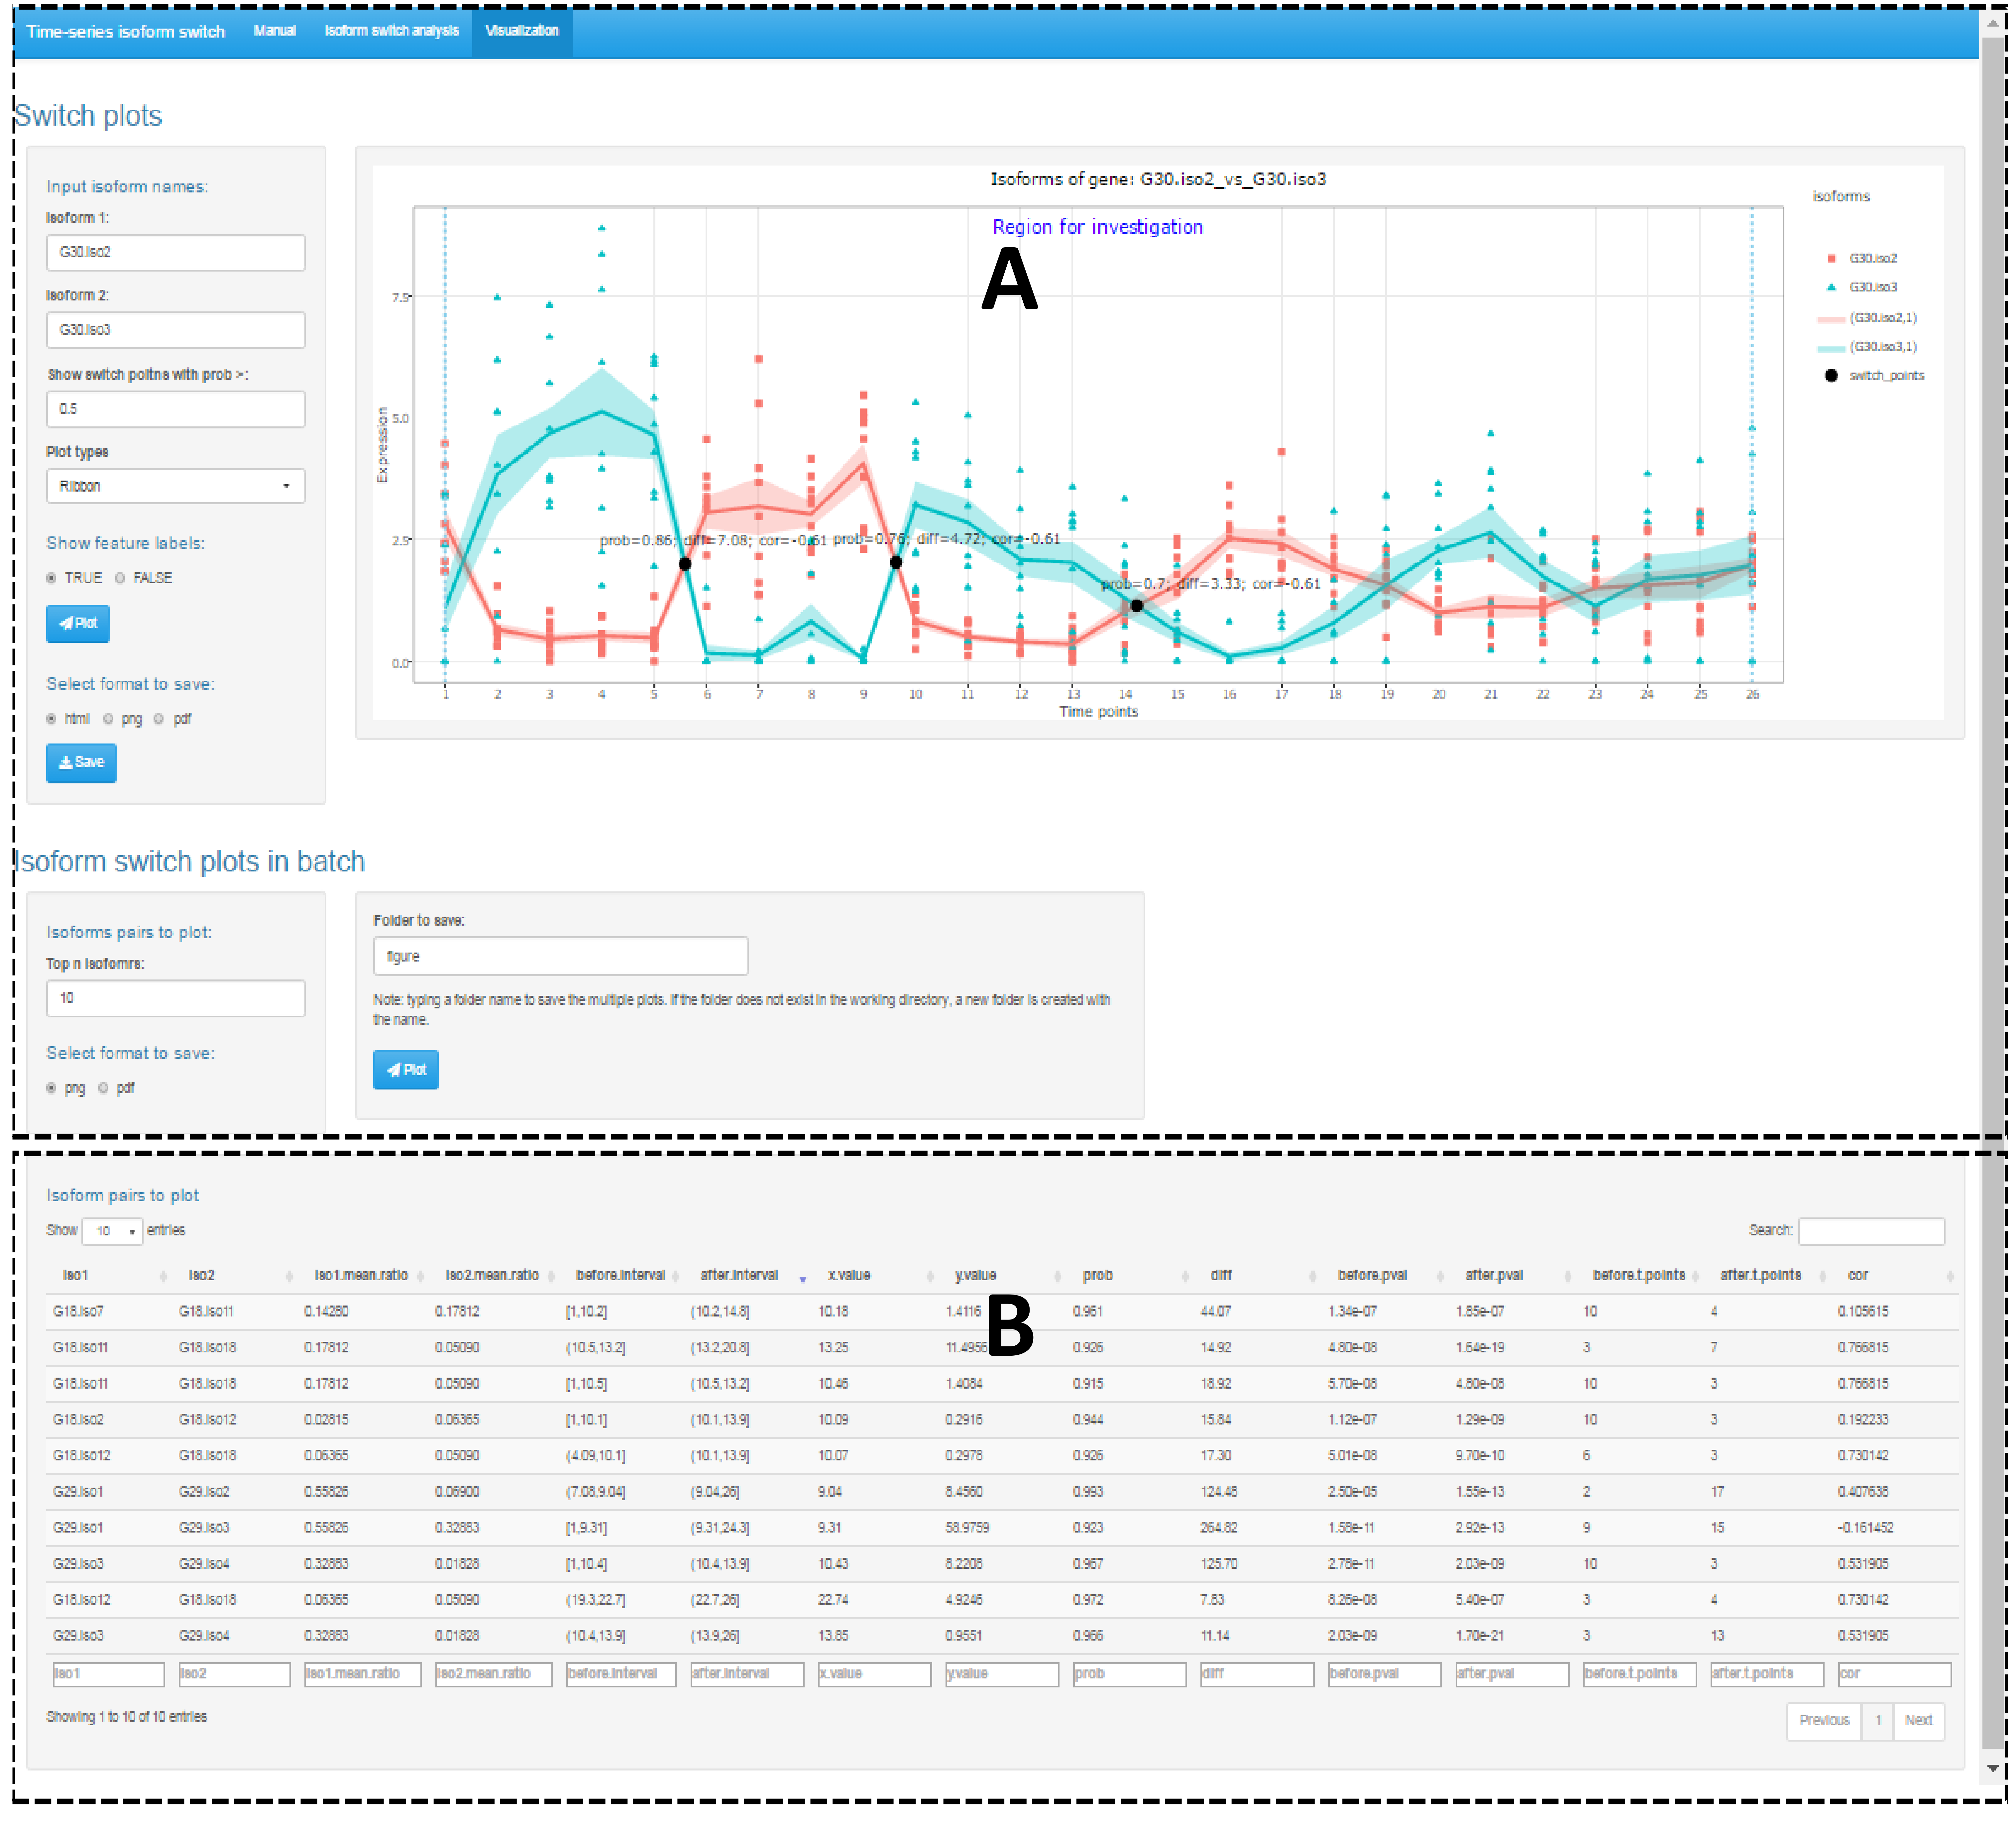 Time-series isoform switch Manual Isoform switch analysis Visualization
Switch plots
Input isoform names:
Isoform 1:
G30.iso2
Isoform 2:
G30.iso3
Show switch poitns with prob >:
0.5
Plot types
Ribbon
Show feature labels:
TRUE FALSE
Plot
Select format to save:
html png pdf
Save
Isoforms of gene: G30.iso2_vs_G30.iso3
Region for investigation
A
Expression
7.5
5.0
2.5
0.0
prob=0.86; diff=7.08; cor=-0.61
prob=0.76; diff=4.72; cor=-0.61
prob=0.7; diff=3.33; cor=-0.61
1 2 3 4 5 6 7 8 9 10 11 12 13 14 15 16 17 18 19 20 21 22 23 24 25 26
Time points
isoforms
G30.iso2
G30.iso3
(G30.iso2,1)
(G30.iso3,1)
switch_points
Isoform switch plots in batch
Isoforms pairs to plot:
Top n isofomrs:
10
Select format to save:
png pdf
Folder to save:
figure
Note: typing a folder name to save the multiple plots. If the folder does not exist in the working directory, a new folder is created with
the name.
Plot
Isoform pairs to plot
Show 10 entries Search:
iso1 iso2 iso1.mean.ratio iso2.mean.ratio before.interval after.interval x.value y.value prob diff before.pval after.pval before.t.points after.t.points cor
G18.iso7 G18.iso11 0.14280 0.17812 [1,10.2] (10.2,14.8] 10.18 1.4116 0.961 44.07 1.34e-07 1.85e-07 10 4 0.105615
B
G18.iso11 G18.iso18 0.17812 0.05090 (10.5,13.2] (13.2,20.8] 13.25 11.4956 0.926 14.92 4.80e-08 1.64e-19 3 7 0.766815
G18.iso11 G18.iso18 0.17812 0.05090 [1,10.5] (10.5,13.2] 10.46 1.4084 0.915 18.92 5.70e-08 4.80e-08 10 3 0.766815
G18.iso2 G18.iso12 0.02815 0.06365 [1,10.1] (10.1,13.9] 10.09 0.2916 0.944 15.84 1.12e-07 1.29e-09 10 3 0.192233
G18.iso12 G18.iso18 0.06365 0.05090 (4.09,10.1] (10.1,13.9] 10.07 0.2978 0.926 17.30 5.01e-08 9.70e-10 6 3 0.730142
G29.iso1 G29.iso2 0.55826 0.06900 (7.08,9.04] (9.04,26] 9.04 8.4560 0.993 124.48 2.50e-05 1.55e-13 2 17 0.407638
G29.iso1 G29.iso3 0.55826 0.32883 [1,9.31] (9.31,24.3] 9.31 58.9759 0.923 264.82 1.58e-11 2.92e-13 9 15 -0.161452
G29.iso3 G29.iso4 0.32883 0.01828 [1,10.4] (10.4,13.9] 10.43 8.2208 0.967 125.70 2.78e-11 2.03e-09 10 3 0.531905
G18.iso12 G18.iso18 0.06365 0.05090 (19.3,22.7] (22.7,26] 22.74 4.9246 0.972 7.83 8.26e-08 5.40e-07 3 4 0.730142
G29.iso3 G29.iso4 0.32883 0.01828 (10.4,13.9] (13.9,26] 13.85 0.9551 0.966 11.14 2.03e-09 1.70e-21 3 13 0.531905
iso1 iso2 iso1.mean.ratio iso2.mean.ratio before.interval after.interval x.value y.value prob diff before.pval after.pval before.t.points after.t.points cor
Showing 1 to 10 of 10 entries
Previous 1 Next